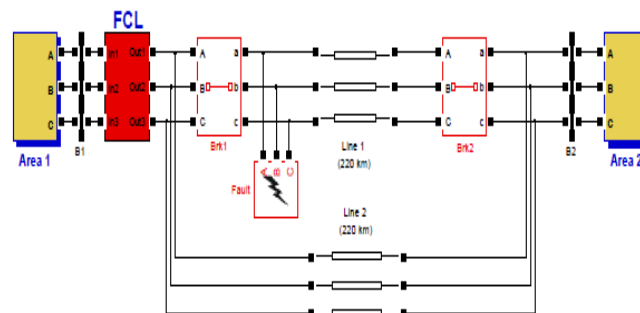 FCL
A In1 Out1 A a A a A
B In2 Out2 B b B b B
C In3 Out3 C c C c C
Area 1 B1 Brk1 Line 1 Brk2 B2 Area 2
(220 km)
A B C
Fault
Line 2
(220 km)